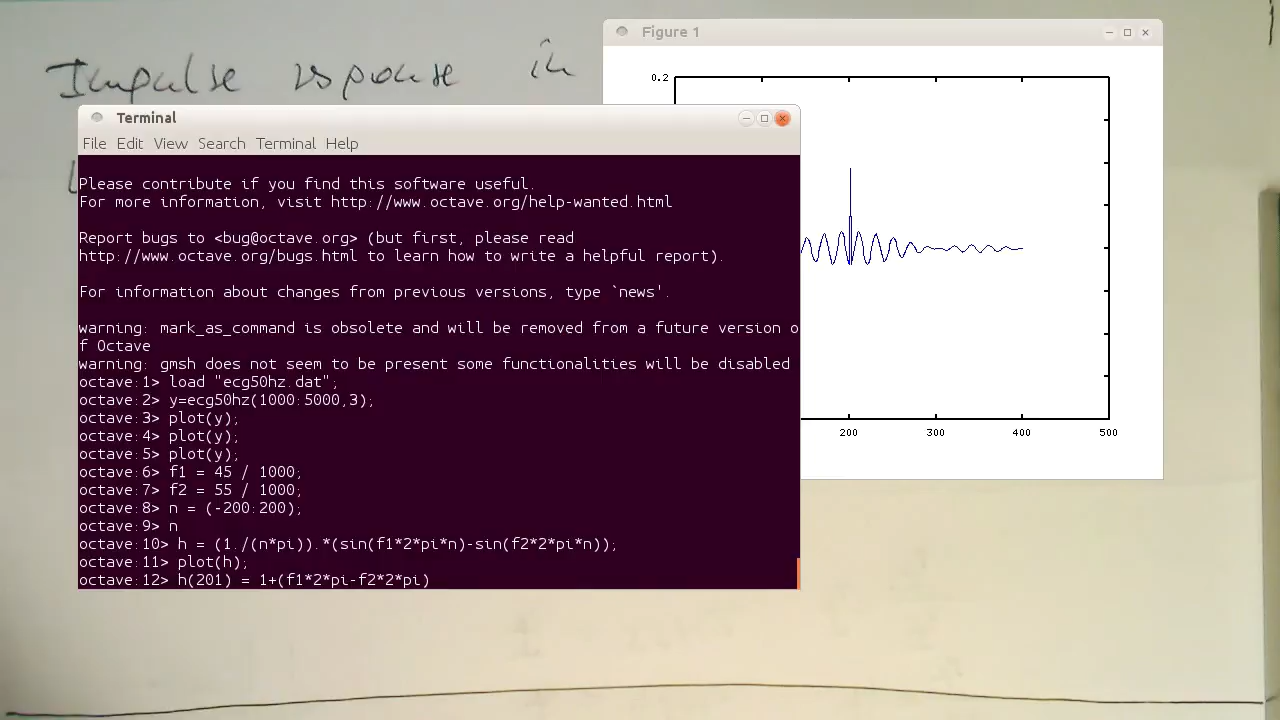 Impulse response in
Figure 1
0.2
Terminal
File Edit View Search Terminal Help
Please contribute if you find this software useful.
For more information, visit http://www.octave.org/help-wanted.html
Report bugs to <bug@octave.org> (but first, please read
http://www.octave.org/bugs.html to learn how to write a helpful report).
For information about changes from previous versions, type `news'.
warning: mark_as_command is obsolete and will be removed from a future version o
f Octave
warning: gmsh does not seem to be present some functionalities will be disabled
octave:1> load "ecg50hz.dat";
octave:2> y=ecg50hz(1000:5000,3);
octave:3> plot(y);
octave:4> plot(y);
octave:5> plot(y);
octave:6> f1 = 45 / 1000;
octave:7> f2 = 55 / 1000;
octave:8> n = (-200:200);
octave:9> n
octave:10> h = (1./(n*pi)).*(sin(f1*2*pi*n)-sin(f2*2*pi*n));
octave:11> plot(h);
octave:12> h(201) = 1+(f1*2*pi-f2*2*pi)
200 300 400 500